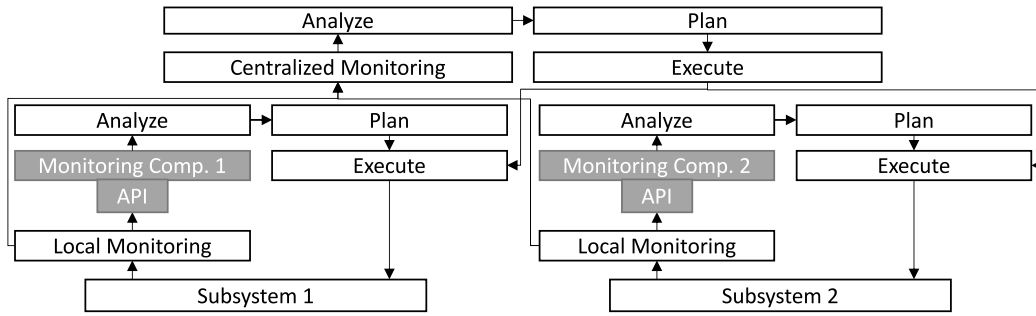 Analyze
Plan
Centralized Monitoring
Execute
Analyze
Plan
Monitoring Comp. 1
Execute
API
Local Monitoring
Subsystem 1
Analyze
Plan
Monitoring Comp. 2
Execute
API
Local Monitoring
Subsystem 2